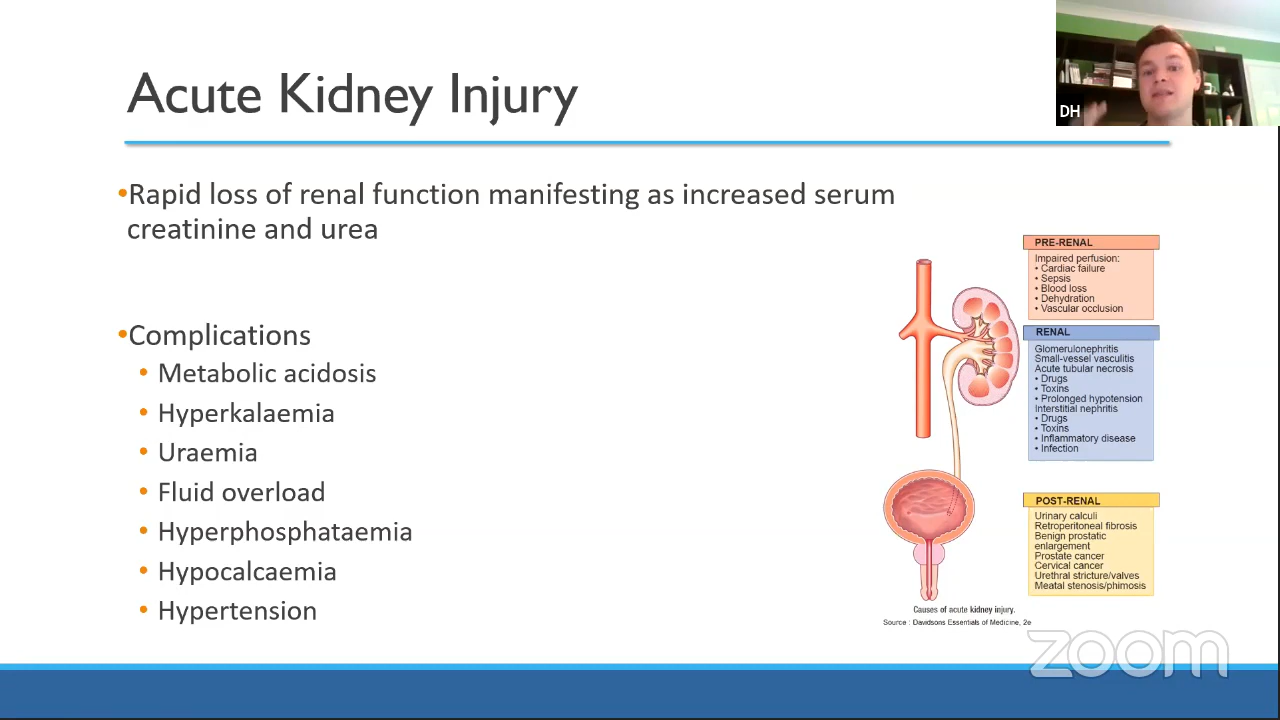 Acute Kidney Injury
DH
•Rapid loss of renal function manifesting as increased serum
creatinine and urea
•Complications
• Metabolic acidosis
• Hyperkalaemia
• Uraemia
• Fluid overload
• Hyperphosphataemia
• Hypocalcaemia
• Hypertension
PRE-RENAL
Impaired perfusion:
• Cardiac failure
• Sepsis
• Blood loss
• Dehydration
• Vascular occlusion
RENAL
Glomerulonephritis
Small-vessel vasculitis
Acute tubular necrosis
• Drugs
• Toxins
• Prolonged hypotension
Interstitial nephritis
• Drugs
• Toxins
• Inflammatory disease
• Infection
POST-RENAL
Urinary calculi
Retroperitoneal fibrosis
Benign prostatic
enlargement
Prostate cancer
Cervical cancer
Urethral stricture/valves
Meatal stenosis/phimosis
Causes of acute kidney injury.
Source : Davidsons Essentials of Medicine, 2e
zoom